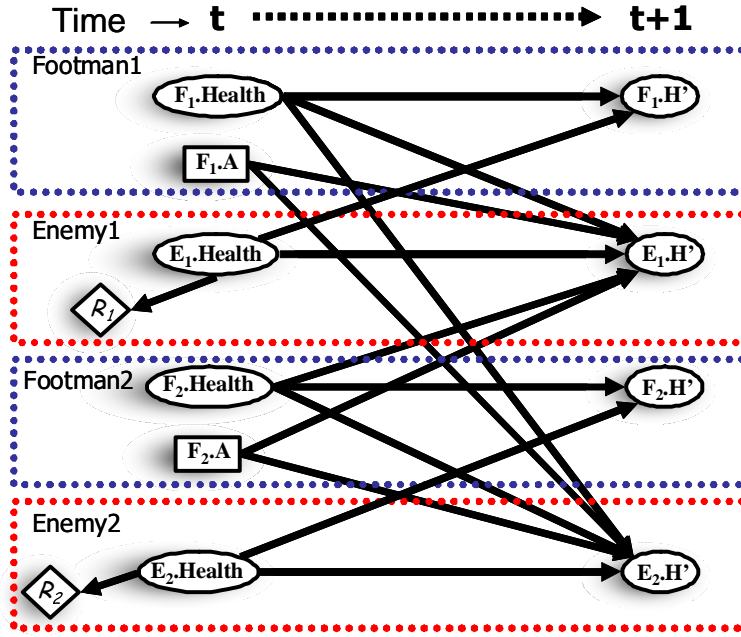 Time → t t+1
Footman1
F₁.Health F₁.H'
F₁.A
Enemy1
E₁.Health E₁.H'
R₁
Footman2
F₂.Health F₂.H'
F₂.A
Enemy2
E₂.Health E₂.H'
R₂